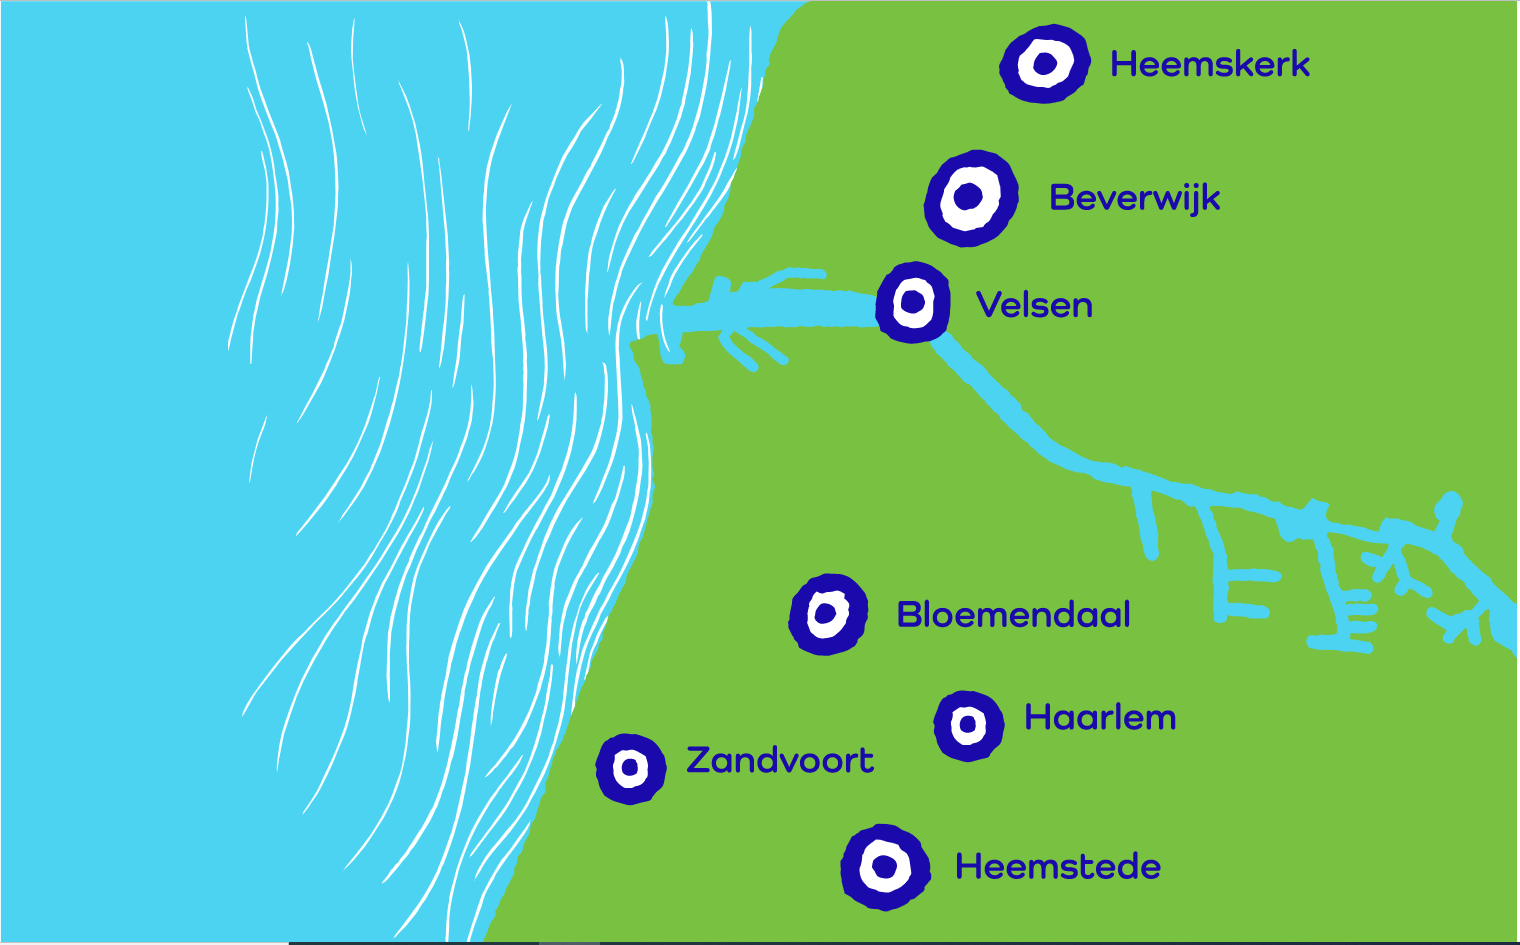 Heemskerk
Beverwijk
Velsen
Bloemendaal
Haarlem
Zandvoort
Heemstede